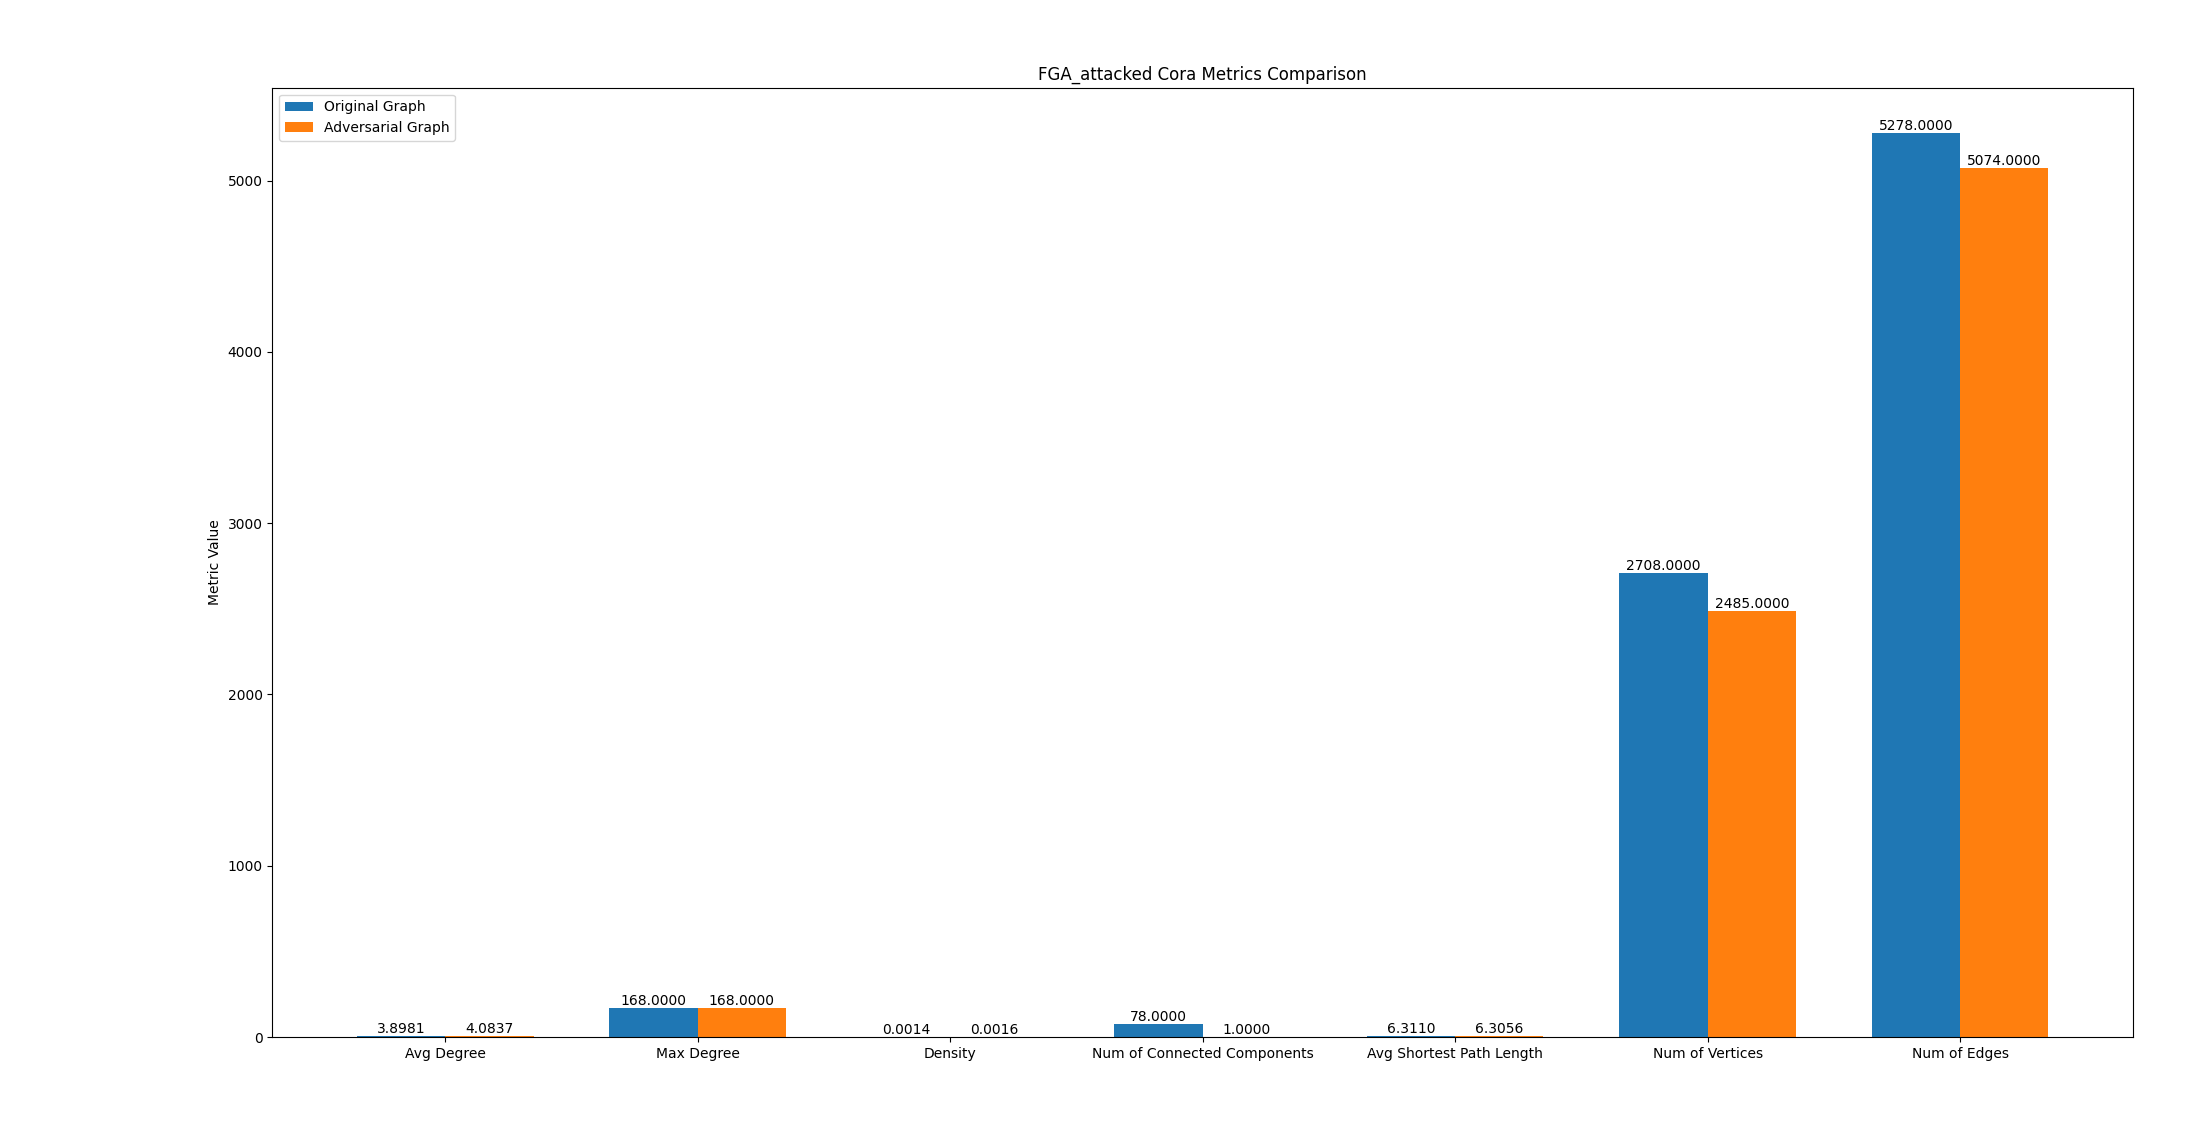 FGA_attacked Cora Metrics Comparison
Original Graph
Adversarial Graph
Metric Value
5000
4000
3000
2000
1000
0
3.8981
4.0837
168.0000
168.0000
0.0014
0.0016
78.0000
1.0000
6.3110
6.3056
2708.0000
2485.0000
5278.0000
5074.0000
Avg Degree
Max Degree
Density
Num of Connected Components
Avg Shortest Path Length
Num of Vertices
Num of Edges